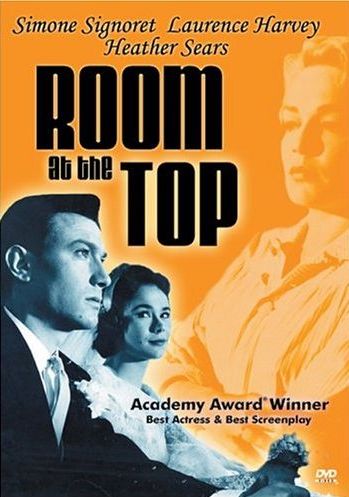 Simone Signoret Laurence Harvey
Heather Sears
ROOM
at the
TOP
Academy Award® Winner
Best Actress & Best Screenplay
DVD